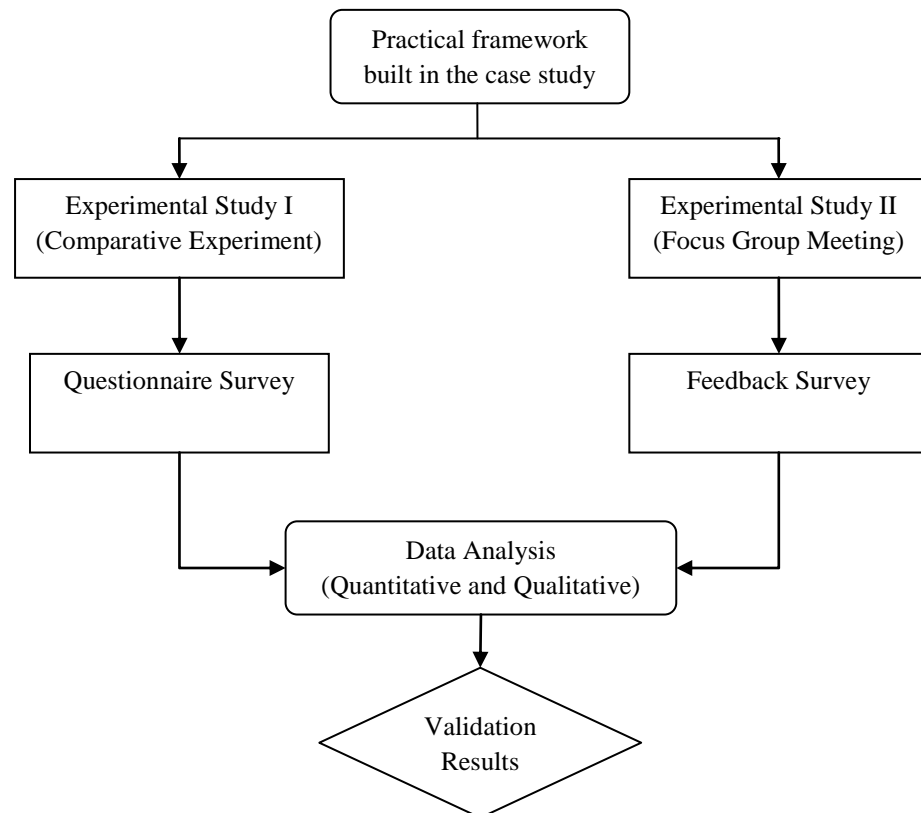 Practical framework
built in the case study
Experimental Study I
(Comparative Experiment)
Experimental Study II
(Focus Group Meeting)
Questionnaire Survey
Feedback Survey
Data Analysis
(Quantitative and Qualitative)
Validation
Results